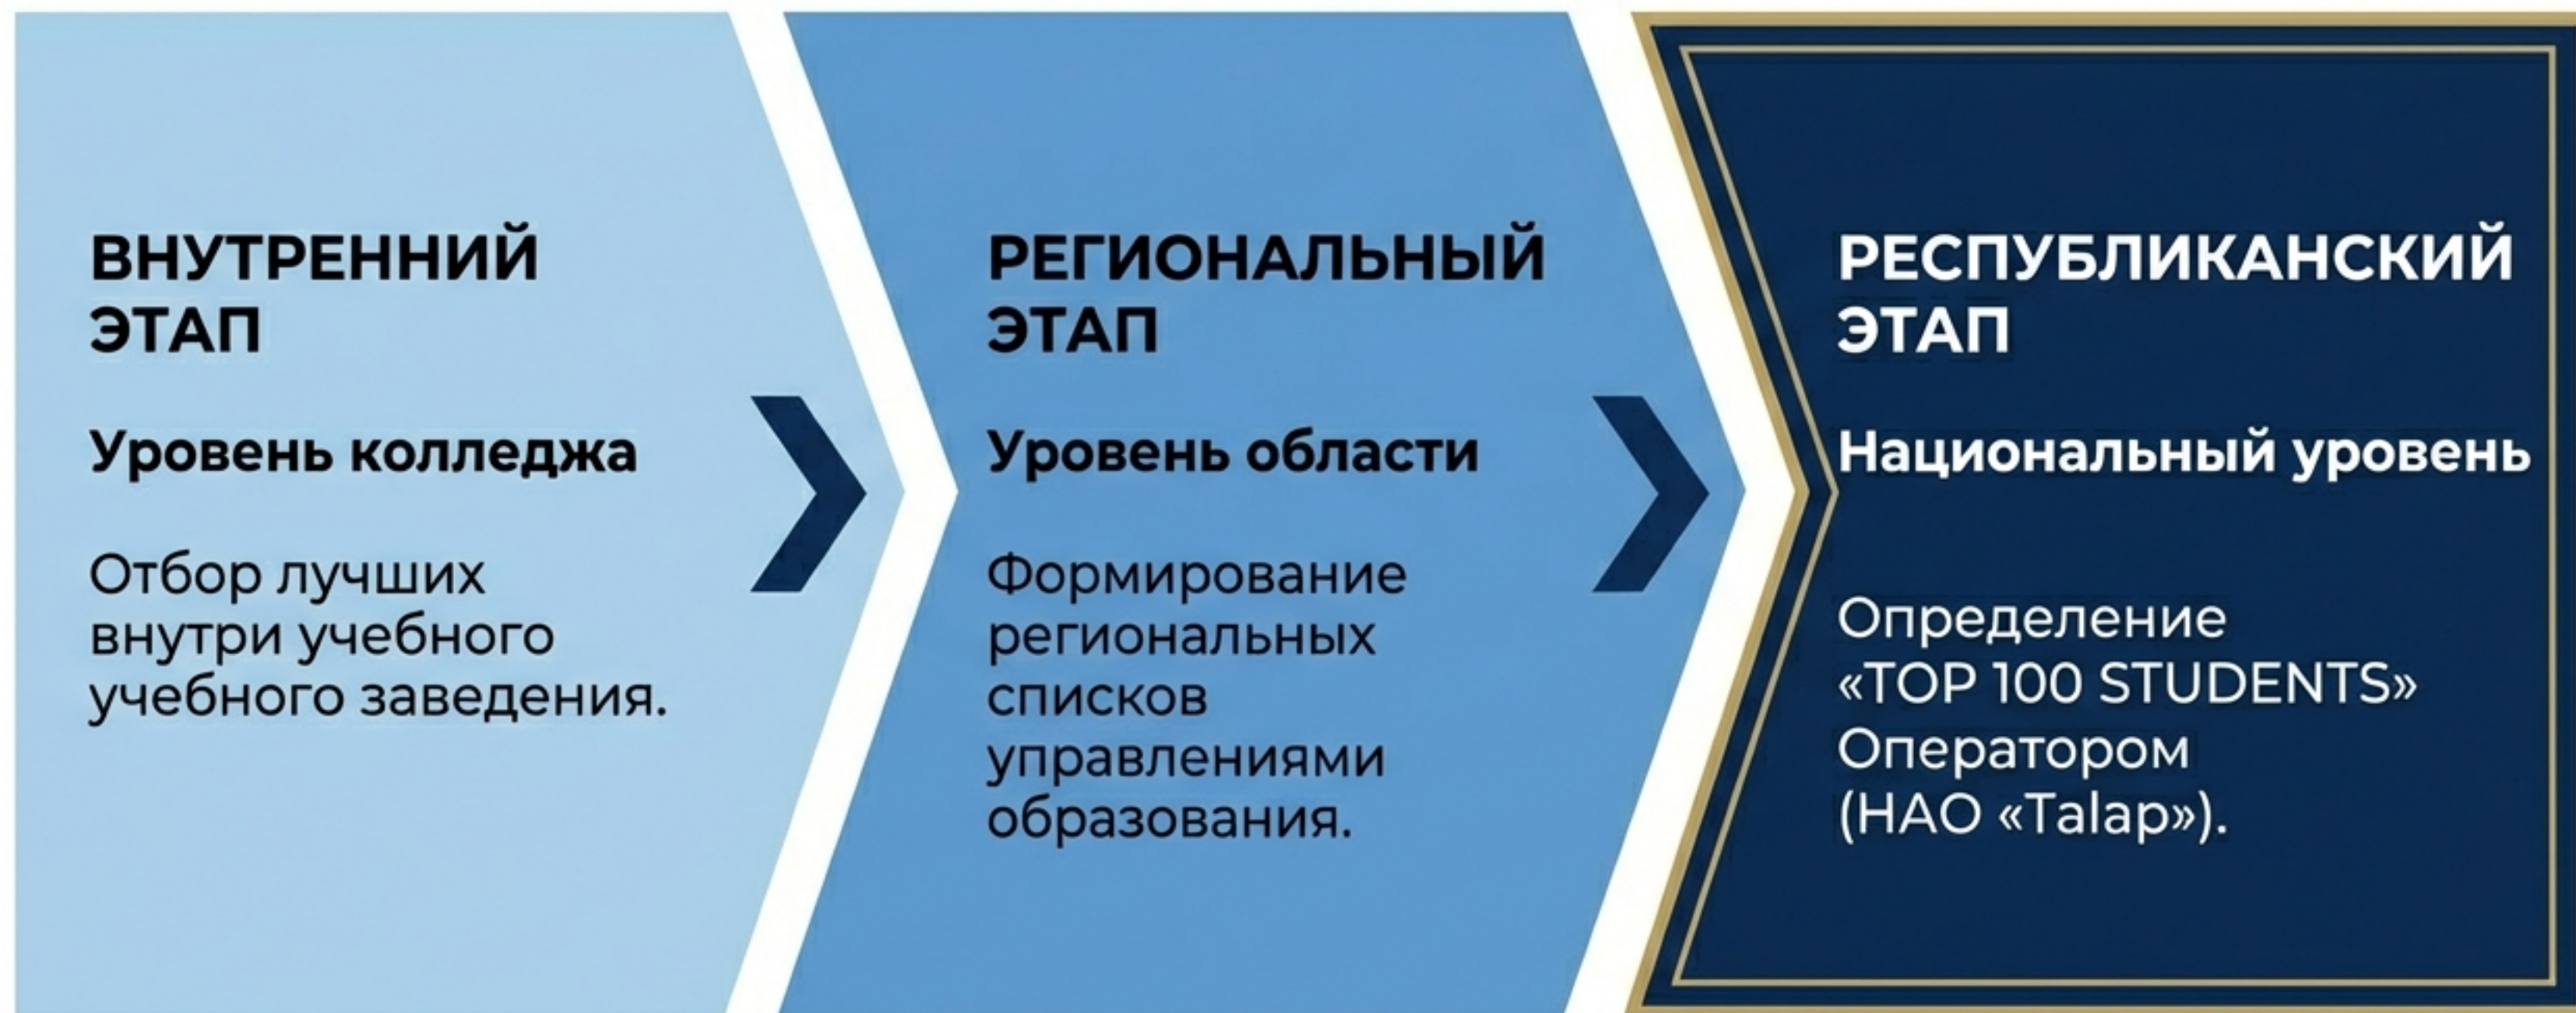 ВНУТРЕННИЙ
ЭТАП
Уровень колледжа
Отбор лучших
внутри учебного
учебного заведения.
РЕГИОНАЛЬНЫЙ
ЭТАП
Уровень области
Формирование
региональных
списков
управлениями
образования.
РЕСПУБЛИКАНСКИЙ
ЭТАП
Национальный уровень
Определение
«TOP 100 STUDENTS»
Оператором
(НАО «Talap»).